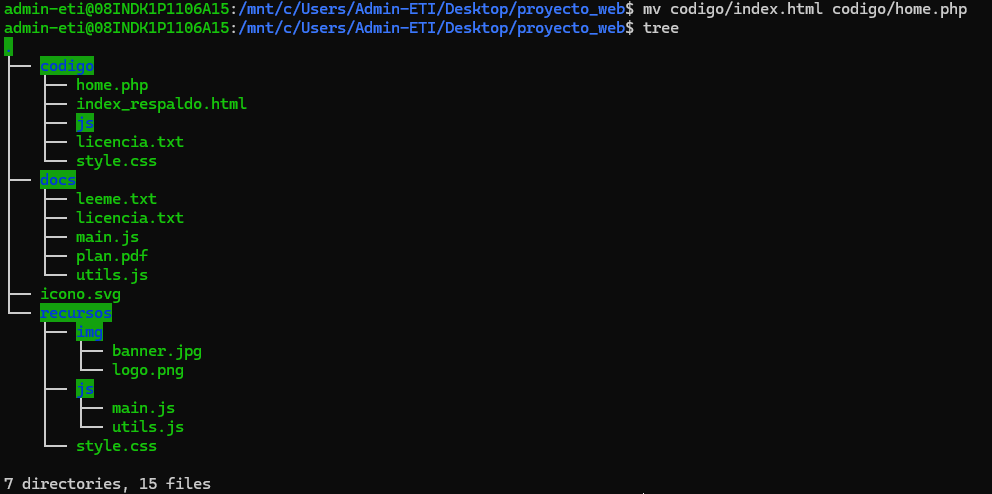 admin-eti@08INDK1P1106A15:/mnt/c/Users/Admin-ETI/Desktop/proyecto_web$ mv codigo/index.html codigo/home.php
admin-eti@08INDK1P1106A15:/mnt/c/Users/Admin-ETI/Desktop/proyecto_web$ tree
.
├── codigo
│   ├── home.php
│   ├── index_respaldo.html
│   ├── js
│   ├── licencia.txt
│   └── style.css
├── docs
│   ├── leeme.txt
│   ├── licencia.txt
│   ├── main.js
│   ├── plan.pdf
│   └── utils.js
├── icono.svg
└── recursos
    ├── img
    │   ├── banner.jpg
    │   └── logo.png
    ├── js
    │   ├── main.js
    │   └── utils.js
    └── style.css
7 directories, 15 files